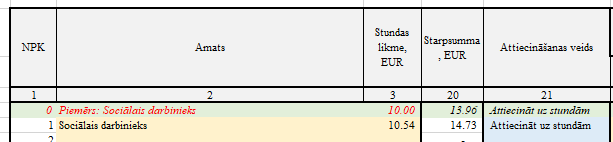 NPK Amats Stundas likme, EUR Starpsumma, EUR Attiecināšanas veids
1 2 3 20 21
0 Piemērs: Sociālais darbinieks 10.00 13.96 Attiecināt uz stundām
1 Sociālais darbinieks 10.54 14.73 Attiecināt uz stundām
2 -